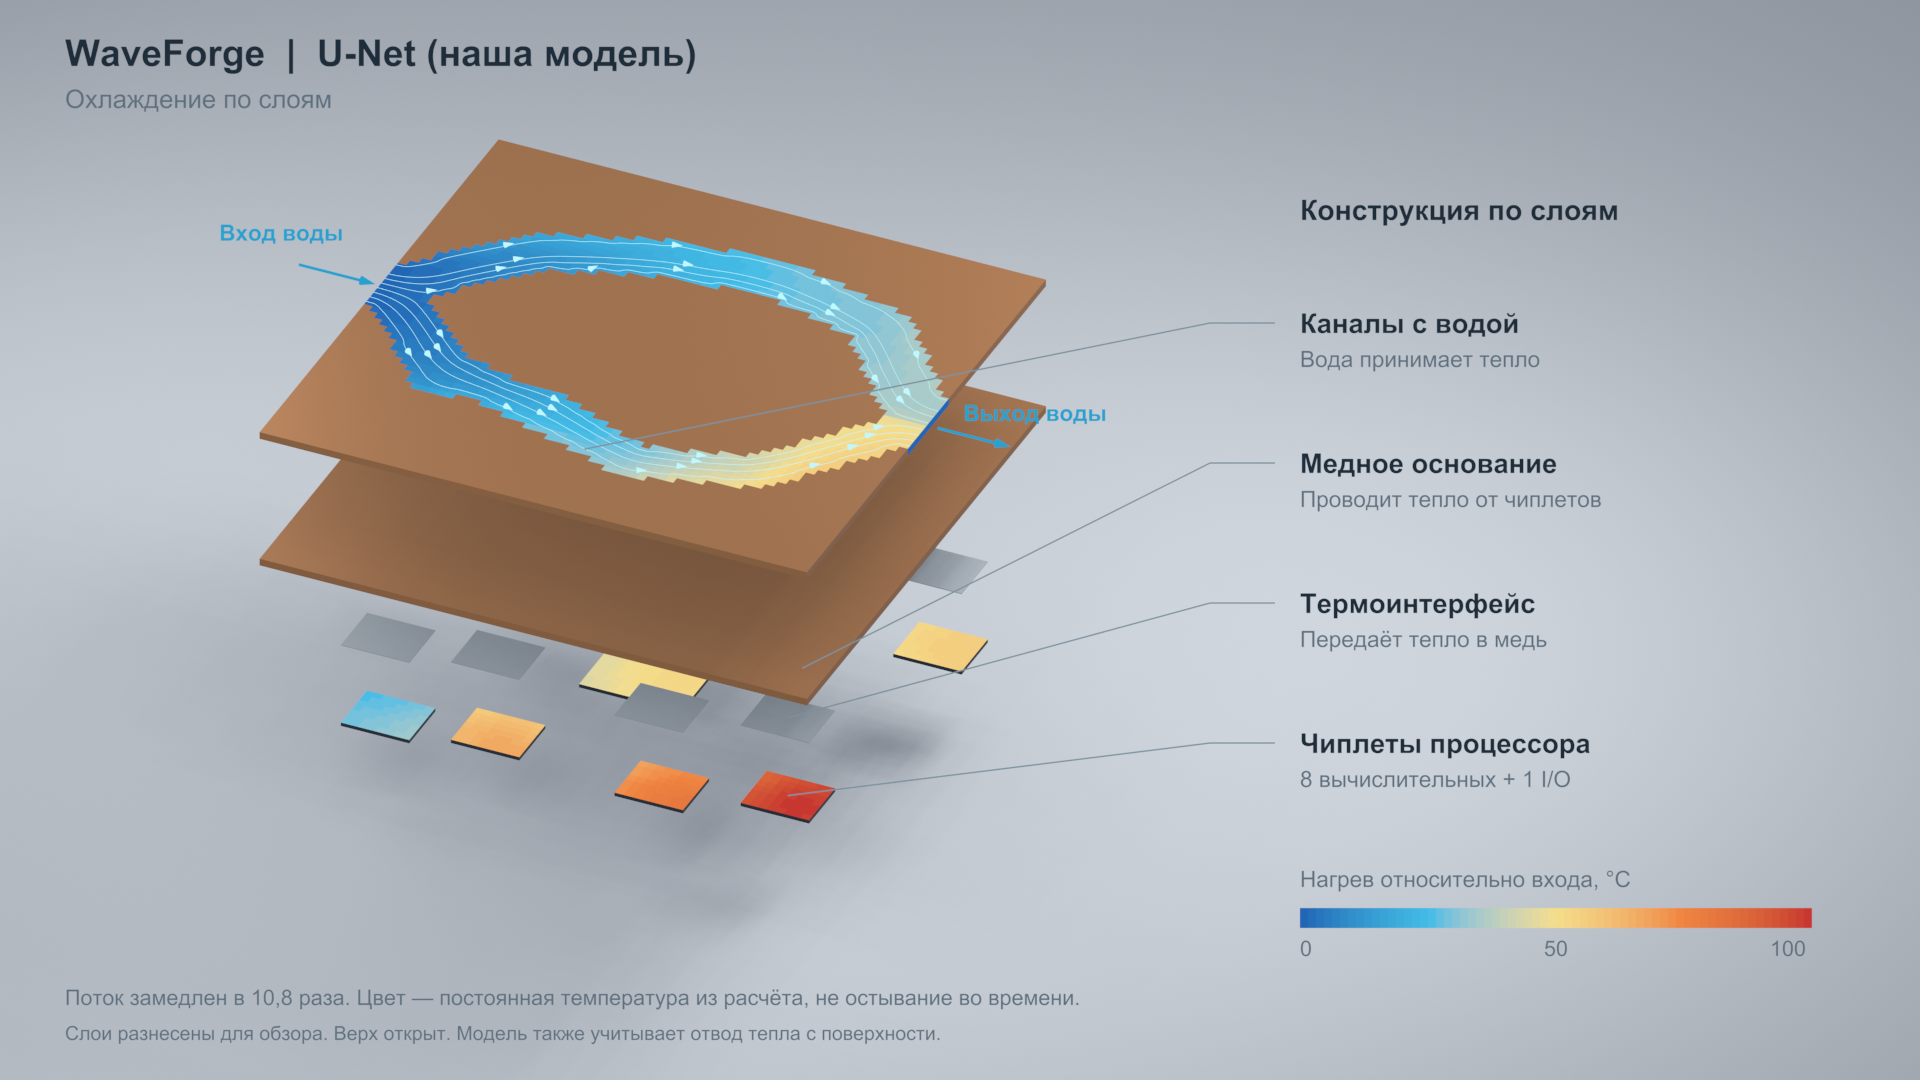 WaveForge | U-Net (наша модель)
Охлаждение по слоям
Вход воды
Выход воды
Конструкция по слоям
Каналы с водой
Вода принимает тепло
Медное основание
Проводит тепло от чиплетов
Термоинтерфейс
Передаёт тепло в медь
Чиплеты процессора
8 вычислительных + 1 I/O
Нагрев относительно входа, °C
0 50 100
Поток замедлен в 10,8 раза. Цвет — постоянная температура из расчёта, не остывание во времени.
Слои разнесены для обзора. Верх открыт. Модель также учитывает отвод тепла с поверхности.